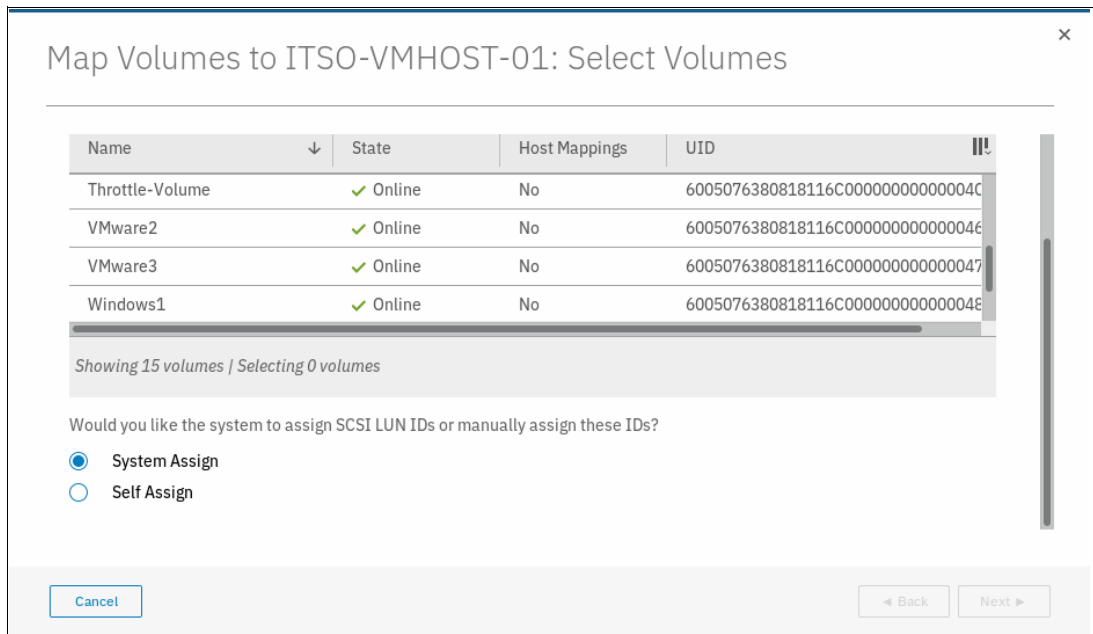 Map Volumes to ITSO-VMHOST-01: Select Volumes
Name State Host Mappings UID
Throttle-Volume Online No 6005076380818116C00000000000004C
VMware2 Online No 6005076380818116C000000000000046
VMware3 Online No 6005076380818116C000000000000047
Windows1 Online No 6005076380818116C000000000000048
Showing 15 volumes | Selecting 0 volumes
Would you like the system to assign SCSI LUN IDs or manually assign these IDs?
System Assign
Self Assign
Cancel Back Next